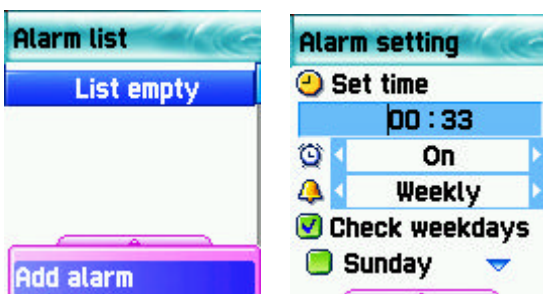 Alarm list
List empty
Add alarm
Alarm setting
Set time
00 : 33
On
Weekly
Check weekdays
Sunday